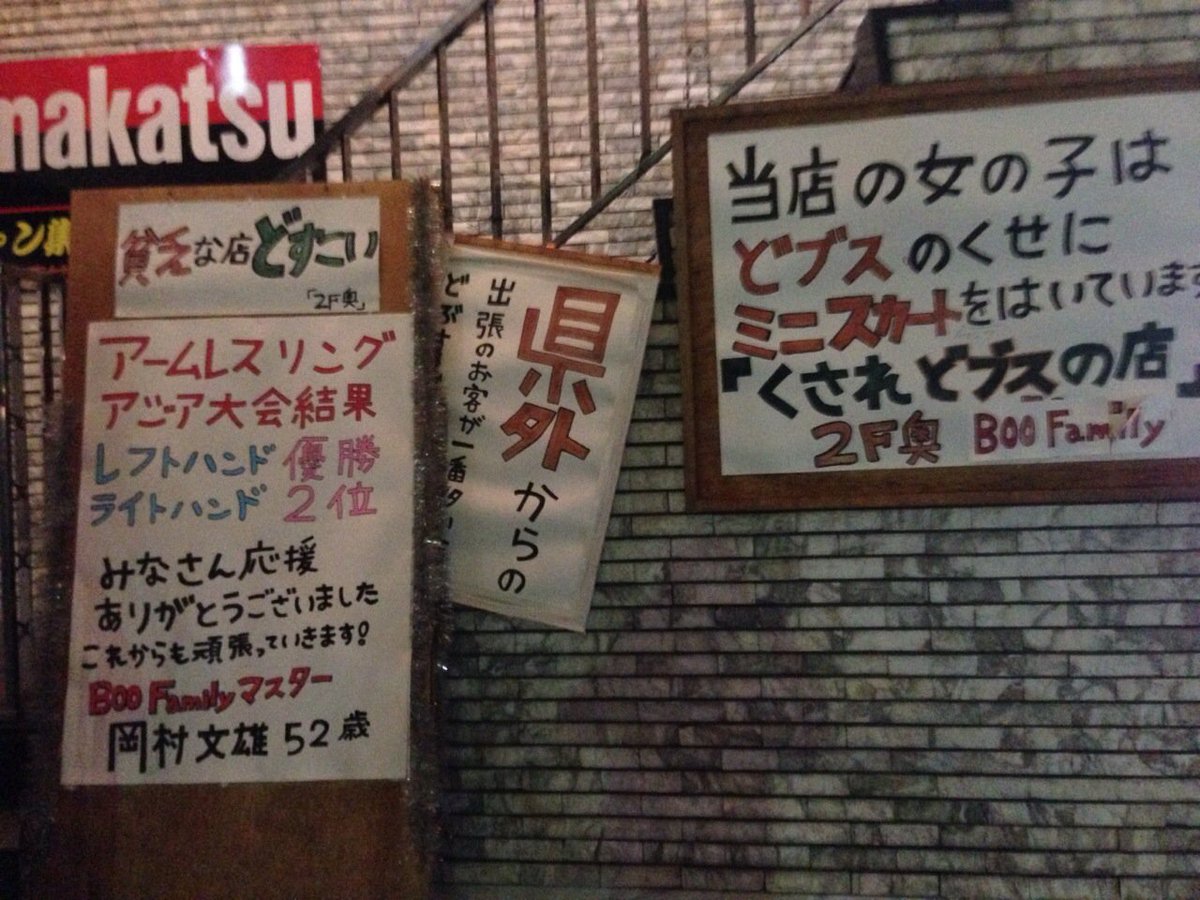 makatsu
貧乏な店どすこい
「2F奥」
アームレスリング
アジア大会結果
レフトハンド 優勝
ライトハンド 2位
みなさん応援
ありがとうございました
これからも頑張っていきます!
Boo Familyマスター
岡村文雄 52歳
県外からの
出張のお客が一番
当店の女の子は
どブスのくせに
ミニスカートをはいています
『くされどブスの店』
2F奥 Boo Family